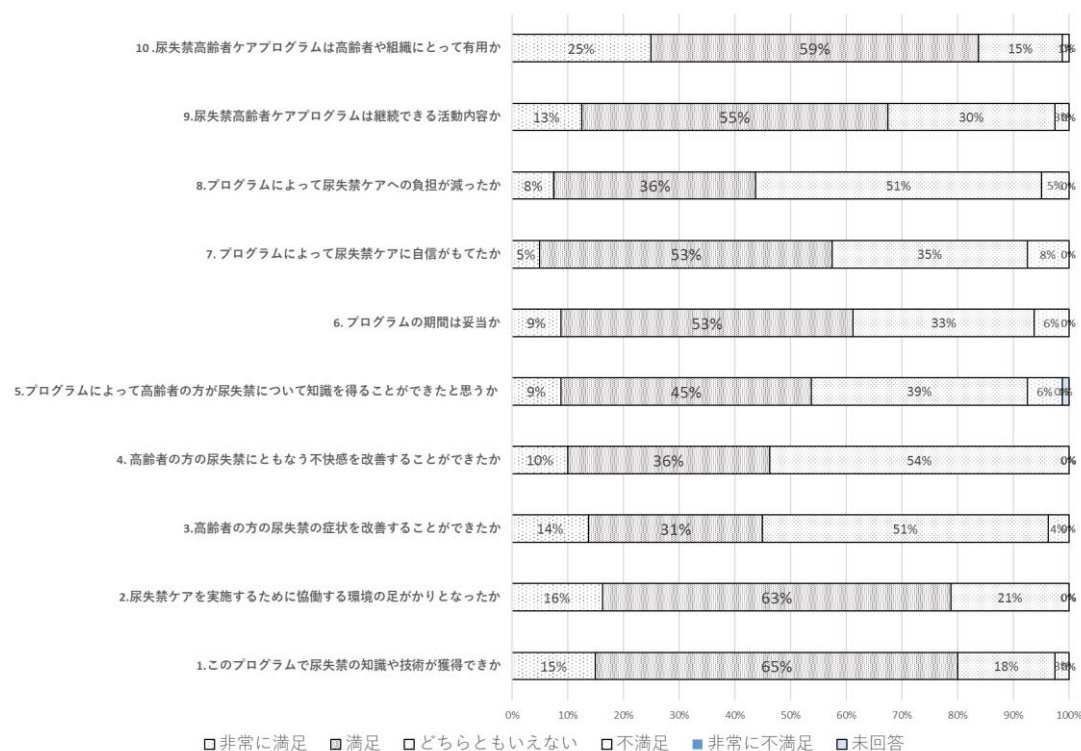 10.尿失禁高齢者ケアプログラムは高齢者や組織にとって有用か
25% 59% 15%
9.尿失禁高齢者ケアプログラムは継続できる活動内容か
13% 55% 30% 3% 0%
8.プログラムによって尿失禁ケアへの負担が減ったか
8% 36% 51% 5% 0%
7. プログラムによって尿失禁ケアに自信がもてたか
5% 53% 35% 8% 0%
6. プログラムの期間は妥当か
9% 53% 33% 6% 0%
5.プログラムによって高齢者の方が尿失禁について知識を得ることができたと思うか
9% 45% 39% 6%
4. 高齢者の方の尿失禁にともなう不快感を改善することができたか
10% 36% 54% 0%
3.高齢者の方の尿失禁の症状を改善することができたか
14% 31% 51% 4% 0%
2.尿失禁ケアを実施するために恊働する環境の足がかりとなったか
16% 63% 21% 0%
1.このプログラムで尿失禁の知識や技術が獲得できか
15% 65% 18% 3% 0%
0% 10% 20% 30% 40% 50% 60% 70% 80% 90% 100%
非常に満足 満足 どちらともいえない 不満足 非常に不満足 未回答